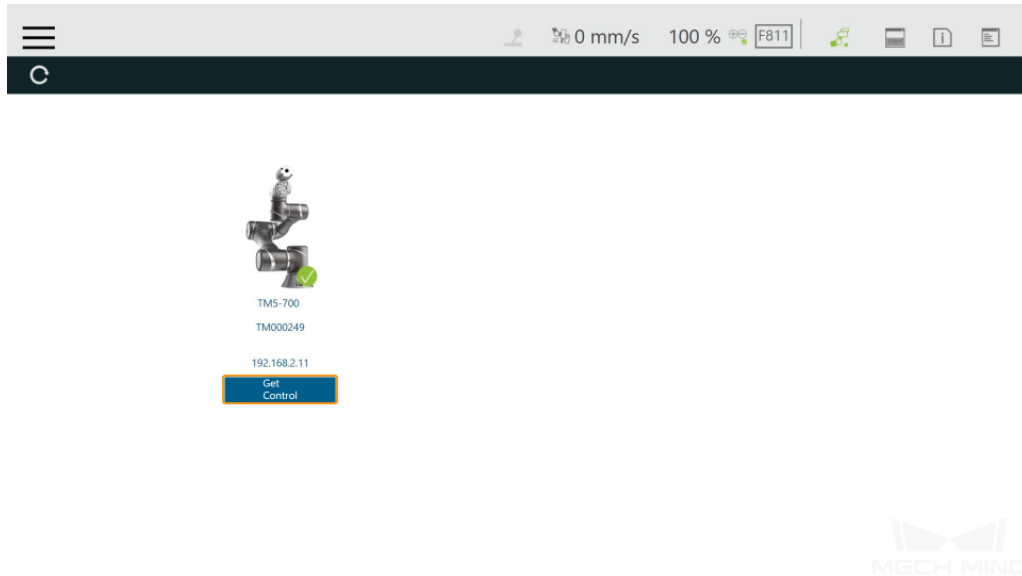 0 mm/s 100 % F811
TM5-700
TM000249
192.168.2.11
Get
Control
MECH MIND